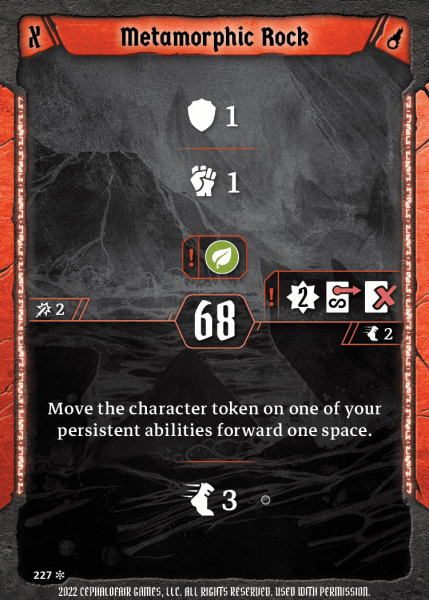 Metamorphic Rock
1
1
!
! 2
2
68
2
Move the character token on one of your
persistent abilities forward one space.
3
227
2022 CEPHALOFAIR GAMES, LLC. ALL RIGHTS RESERVED. USED WITH PERMISSION.